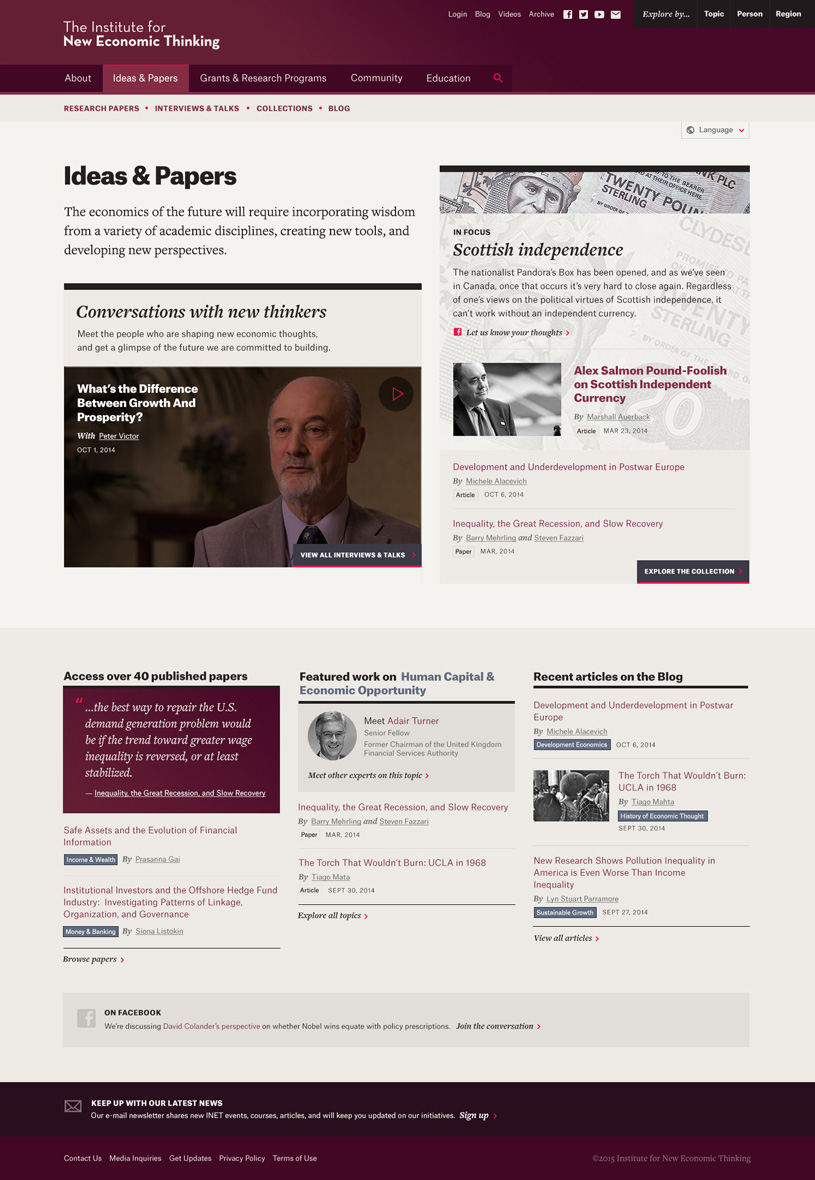 The Institute for
New Economic Thinking
Login Blog Videos Archive
Explore by... Topic Person Region
About Ideas & Papers Grants & Research Programs Community Education
RESEARCH PAPERS • INTERVIEWS & TALKS • COLLECTIONS • BLOG
Language
Ideas & Papers
The economics of the future will require incorporating wisdom
from a variety of academic disciplines, creating new tools, and
developing new perspectives.
Conversations with new thinkers
Meet the people who are shaping new economic thoughts,
and get a glimpse of the future we are committed to building.
What's the Difference
Between Growth And
Prosperity?
With Peter Victor
OCT 1, 2014
VIEW ALL INTERVIEWS & TALKS
TWENTY
STERLING
IN FOCUS
Scottish independence
The nationalist Pandora's Box has been opened, and as we've seen
in Canada, once that occurs it's very hard to close again. Regardless
of one's views on the political virtues of Scottish independence, it
can't work without an independent currency.
Let us know your thoughts
Alex Salmon Pound-Foolish
on Scottish Independent
Currency
By Marshall Auerback
Article MAR 23, 2014
Development and Underdevelopment in Postwar Europe
By Michele Alacevich
Article OCT 6, 2014
Inequality, the Great Recession, and Slow Recovery
By Barry Mehrling and Steven Fazzari
Paper MAR, 2014
EXPLORE THE COLLECTION
Access over 40 published papers
“ ...the best way to repair the U.S.
demand generation problem would
be if the trend toward greater wage
inequality is reversed, or at least
stabilized.
— Inequality, the Great Recession, and Slow Recovery
Safe Assets and the Evolution of Financial
Information
Income & Wealth By Prasanna Gai
Institutional Investors and the Offshore Hedge Fund
Industry: Investigating Patterns of Linkage,
Organization, and Governance
Money & Banking By Siona Listokin
Browse papers
Featured work on Human Capital &
Economic Opportunity
Meet Adair Turner
Senior Fellow
Former Chairman of the United Kingdom
Financial Services Authority
Meet other experts on this topic
Inequality, the Great Recession, and Slow Recovery
By Barry Mehrling and Steven Fazzari
Paper MAR, 2014
The Torch That Wouldn't Burn: UCLA in 1968
By Tiago Mata
Article SEPT 30, 2014
Explore all topics
Recent articles on the Blog
Development and Underdevelopment in Postwar
Europe
By Michele Alacevich
Development Economics OCT 6, 2014
The Torch That Wouldn't Burn:
UCLA in 1968
By Tiago Mahta
History of Economic Thought
SEPT 30, 2014
New Research Shows Pollution Inequality in
America is Even Worse Than Income
Inequality
By Lyn Stuart Parramore
Sustainable Growth SEPT 27, 2014
View all articles
ON FACEBOOK
We're discussing David Colander's perspective on whether Nobel wins equate with policy prescriptions. Join the conversation
KEEP UP WITH OUR LATEST NEWS
Our e-mail newsletter shares new INET events, courses, articles, and will keep you updated on our initiatives. Sign up
Contact Us Media Inquiries Get Updates Privacy Policy Terms of Use
©2015 Institute for New Economic Thinking